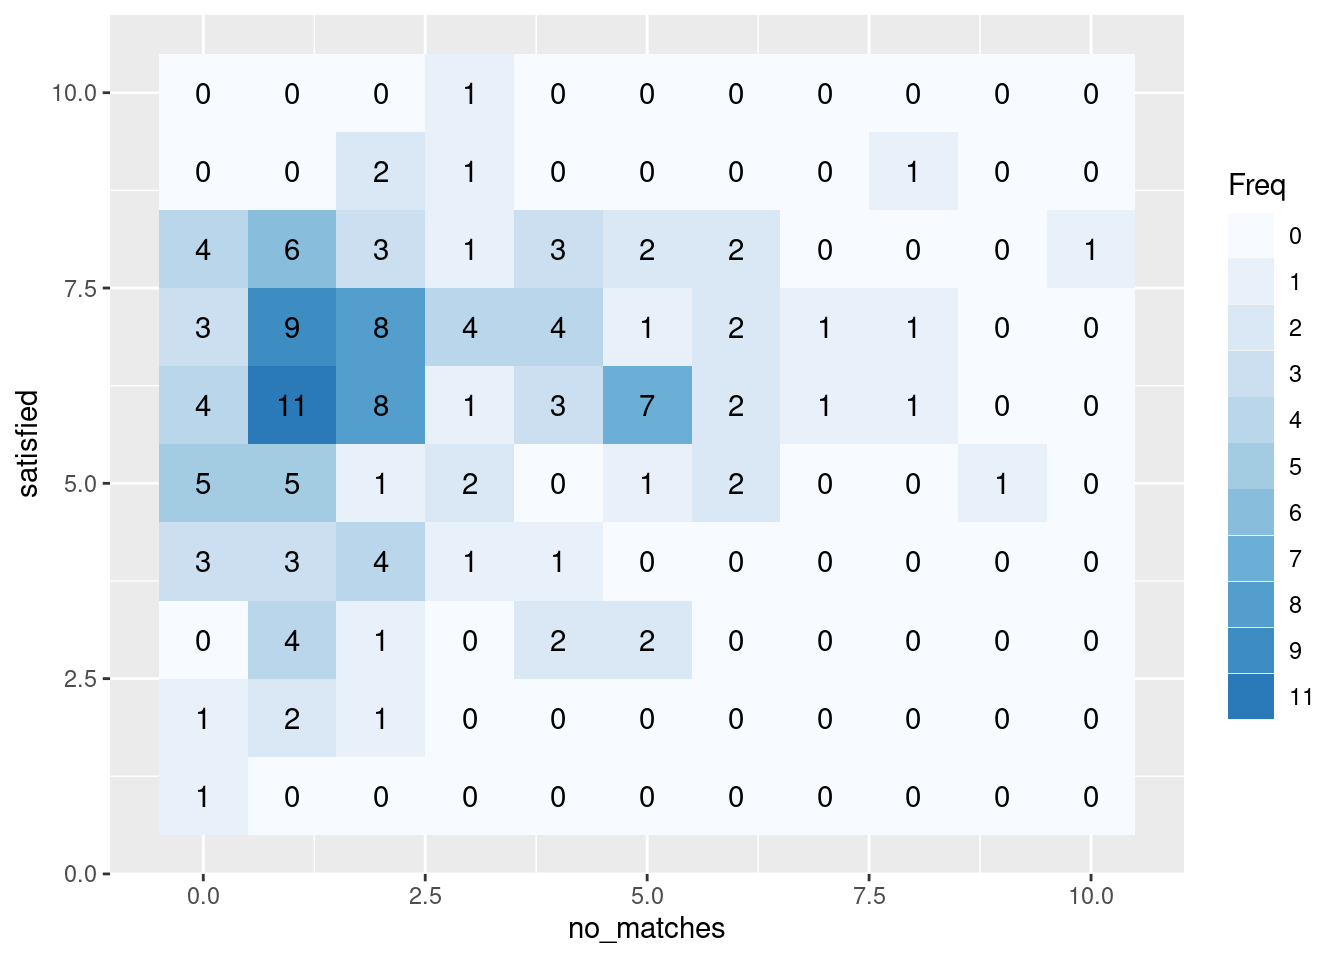 10.0 0 0 0 1 0 0 0 0 0 0 0
0 0 2 1 0 0 0 0 1 0 0
Freq
0
4 6 3 1 3 2 2 0 0 0 1
7.5
1
3 9 8 4 4 1 2 1 1 0 0
2
3
satisfied
4 11 8 1 3 7 2 1 1 0 0
4
5
5.0 5 5 1 2 0 1 2 0 0 1 0
6
3 3 4 1 1 0 0 0 0 0 0
7
8
0 4 1 0 2 2 0 0 0 0 0
9
2.5
11
1 2 1 0 0 0 0 0 0 0 0
1 0 0 0 0 0 0 0 0 0 0
0.0
0.0 2.5 5.0 7.5 10.0
no_matches